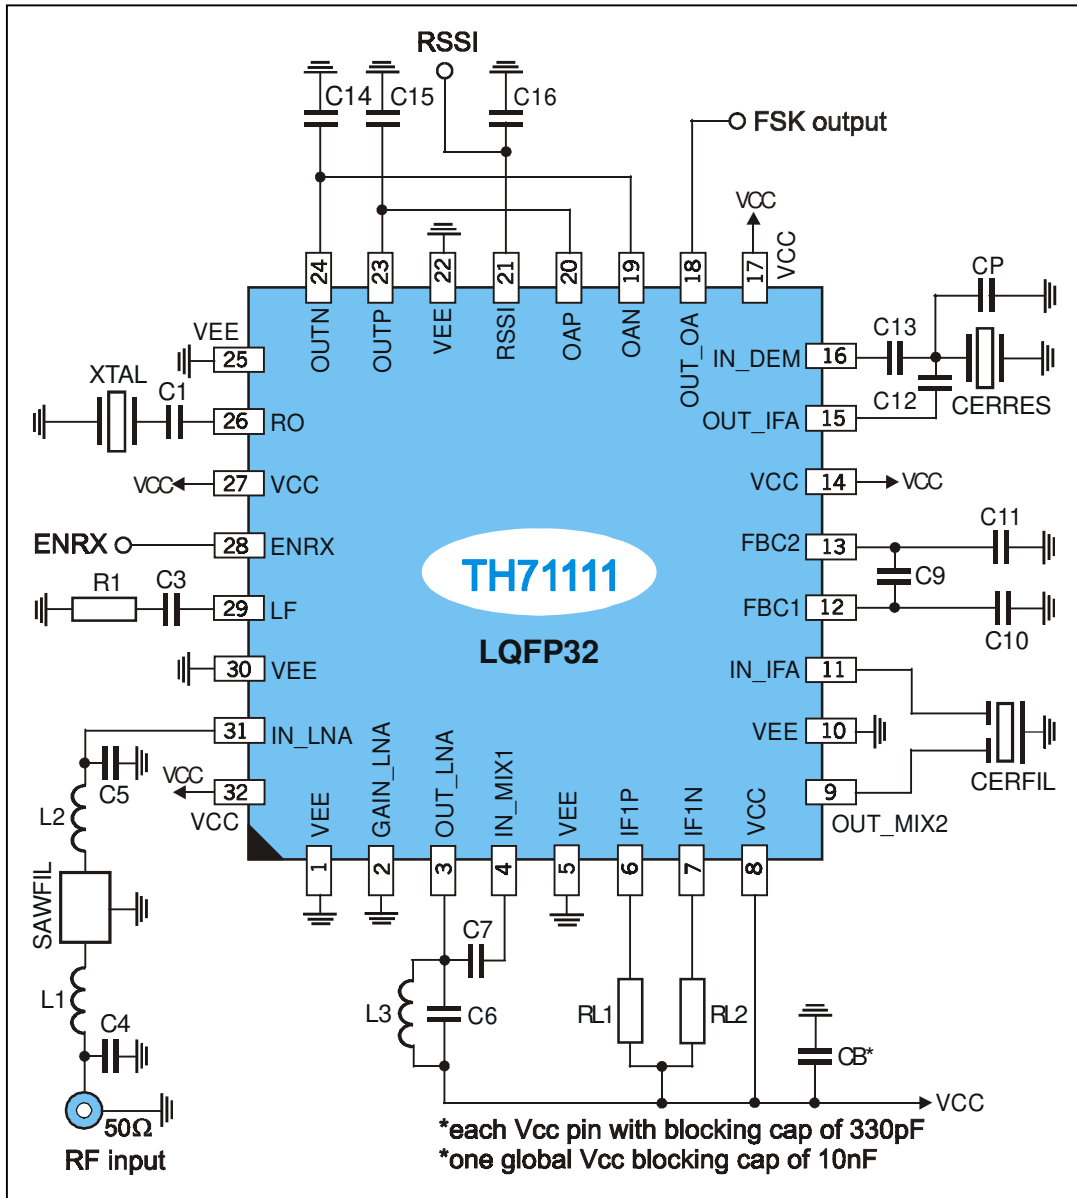 RSSI
C14
C15
C16
FSK output
VCC
VCC
24
23
22
21
20
19
18
17
OUTN
OUTP
VEE
RSSI
OAP
OAN
OUT_OA
VEE
25
XTAL
C1
26
RO
VCC
27
VCC
ENRX
28
ENRX
R1
C3
29
LF
30
VEE
31
IN_LNA
C5
VCC
32
VCC
L2
SAWFIL
L1
C4
50Ω
RF input
TH71111
LQFP32
CP
C13
IN_DEM
16
C12
CERRES
OUT_IFA
15
VCC
14
VCC
C11
FBC2
13
C9
FBC1
12
C10
IN_IFA
11
VEE
10
CERFIL
9
OUT_MIX2
VEE
GAIN_LNA
OUT_LNA
IN_MIX1
VEE
IF1P
IF1N
VCC
1
2
3
4
5
6
7
8
C7
L3
C6
RL1
RL2
CB*
VCC
*each Vcc pin with blocking cap of 330pF
*one global Vcc blocking cap of 10nF